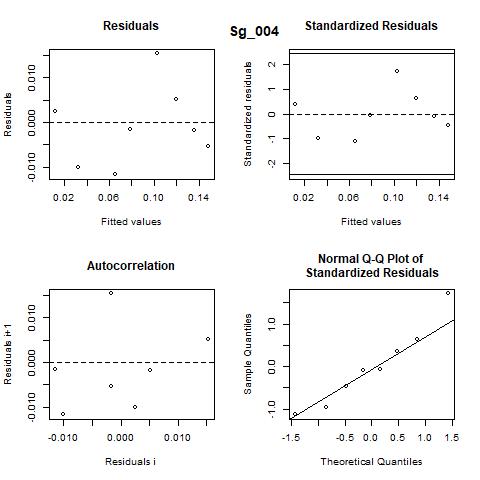 Sg_004
Residuals
Residuals
-0.010
0.000
0.010
0.02
0.06
0.10
0.14
Fitted values
Standardized Residuals
Standardized residuals
-2
-1
0
1
2
0.02
0.06
0.10
0.14
Fitted values
Autocorrelation
Residuals i+1
-0.010
0.000
0.010
-0.010
0.000
0.010
Residuals i
Normal Q-Q Plot of
Standardized Residuals
Sample Quantiles
-1.0
0.0
1.0
-1.5
-0.5
0.0
0.5
1.0
1.5
Theoretical Quantiles